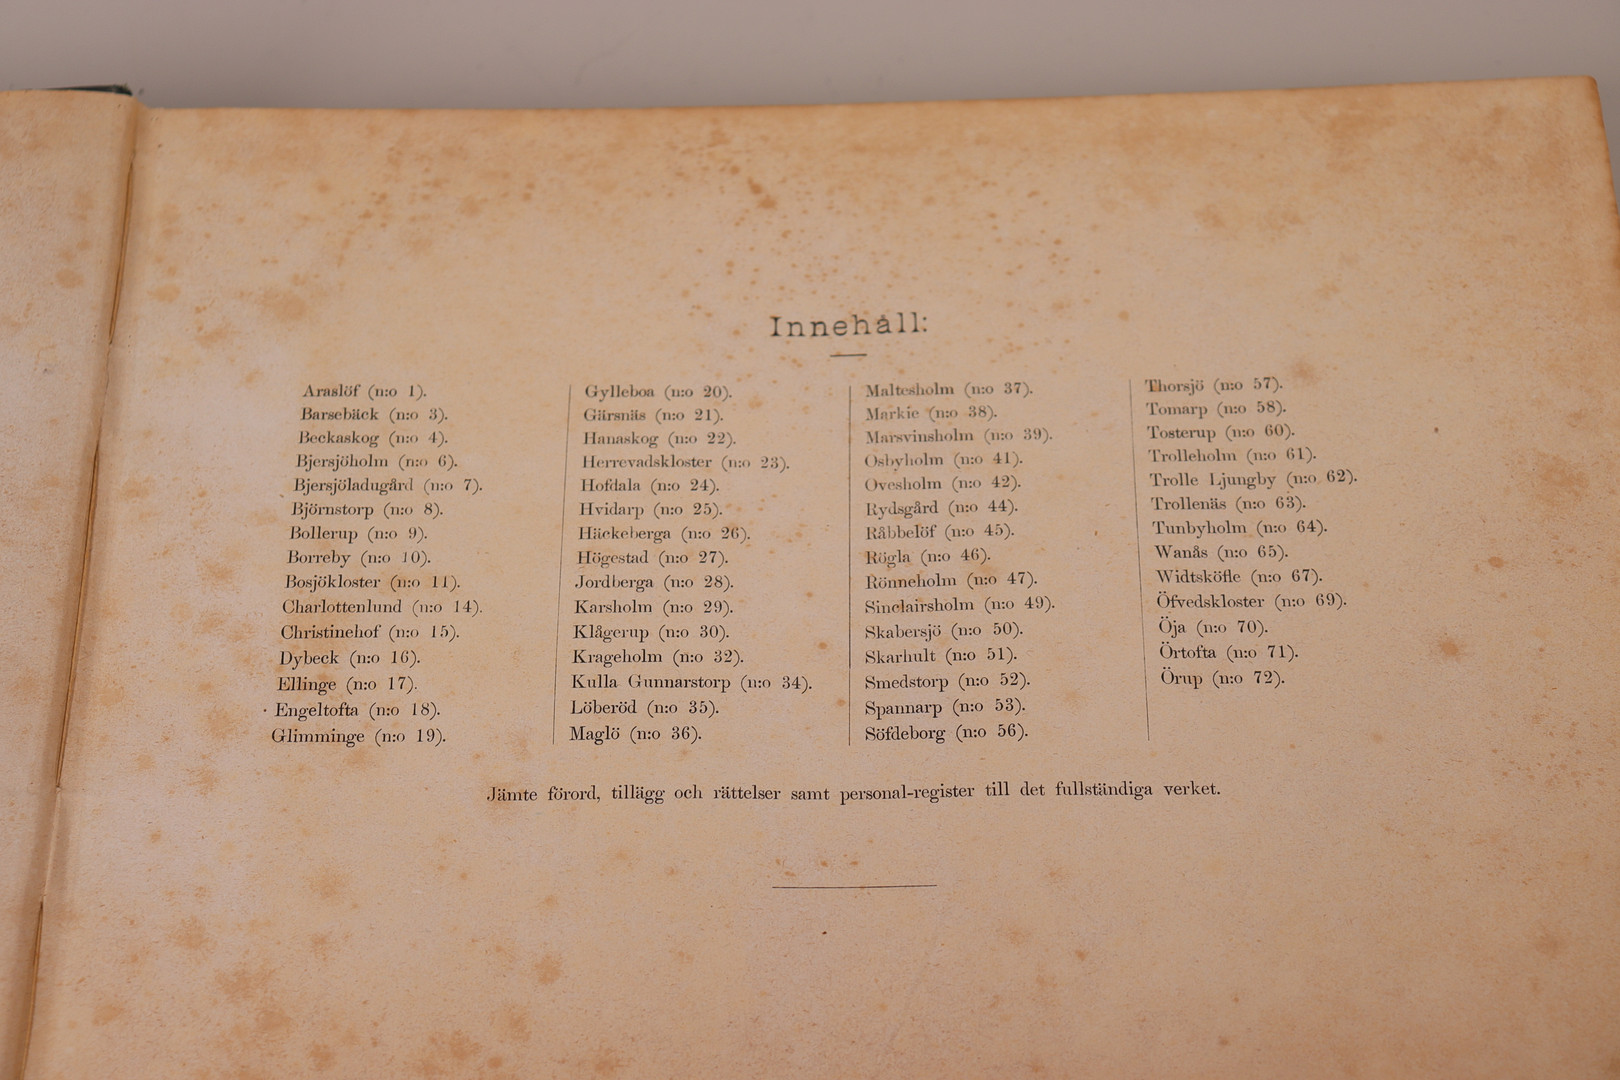 Innehåll:
Araslöf (n:o 1).
Barsebäck (n:o 3).
Beckaskog (n:o 4).
Bjersjöholm (n:o 6).
Bjersjöladugård (n:o 7).
Björnstorp (n:o 8).
Bollerup (n:o 9).
Borreby (n:o 10).
Bosjökloster (n:o 11).
Charlottenlund (n:o 14).
Christinehof (n:o 15).
Dybeck (n:o 16).
Ellinge (n:o 17).
Engeltofta (n:o 18).
Glimminge (n:o 19).
Gylleboa (n:o 20).
Gärsnäs (n:o 21).
Hanaskog (n:o 22).
Herrevadskloster (n:o 23).
Hofdala (n:o 24).
Hvidarp (n:o 25).
Häckeberga (n:o 26).
Högestad (n:o 27).
Jordberga (n:o 28).
Karsholm (n:o 29).
Klågerup (n:o 30).
Krageholm (n:o 32).
Kulla Gunnarstorp (n:o 34).
Löberöd (n:o 35).
Maglö (n:o 36).
Maltesholm (n:o 37).
Markie (n:o 38).
Marsvinsholm (n:o 39).
Osbyholm (n:o 41).
Ovesholm (n:o 42).
Rydsgård (n:o 44).
Råbbelöf (n:o 45).
Rögla (n:o 46).
Rönneholm (n:o 47).
Sinclairsholm (n:o 49).
Skabersjö (n:o 50).
Skarhult (n:o 51).
Smedstorp (n:o 52).
Spannarp (n:o 53).
Söfdeborg (n:o 56).
Thorsjö (n:o 57).
Tomarp (n:o 58).
Tosterup (n:o 60).
Trolleholm (n:o 61).
Trolle Ljungby (n:o 62).
Trollenäs (n:o 63).
Tunbyholm (n:o 64).
Wanås (n:o 65).
Widtsköfle (n:o 67).
Öfvedskloster (n:o 69).
Öja (n:o 70).
Örtofta (n:o 71).
Örup (n:o 72).
Jämte förord, tillägg och rättelser samt personal-register till det fullständiga verket.